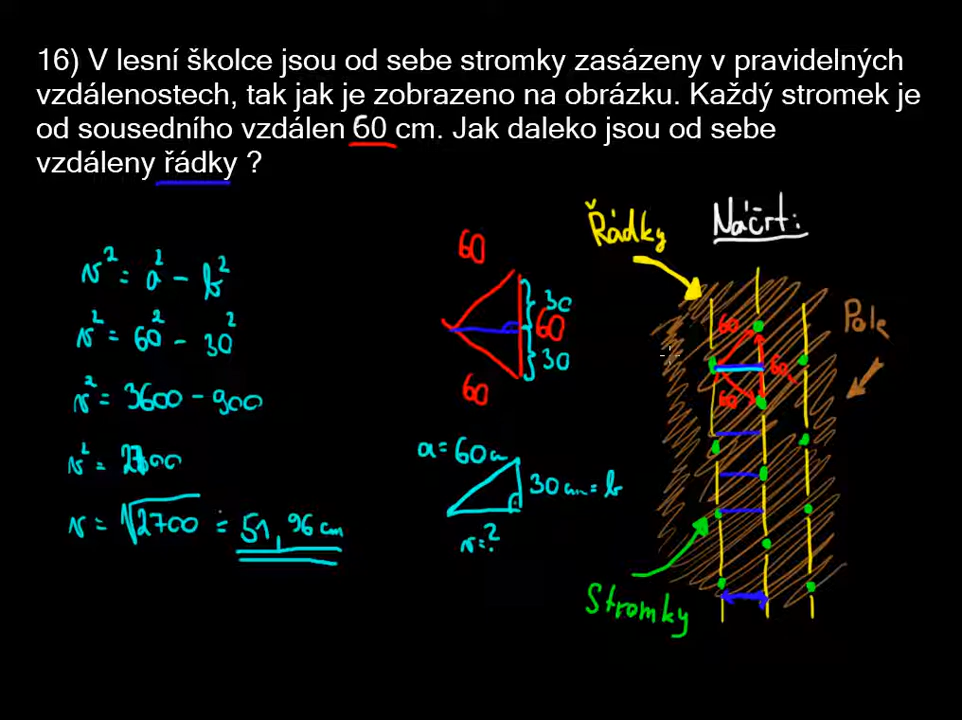 16) V lesní školce jsou od sebe stromky zasázeny v pravidelných
vzdálenostech, tak jak je zobrazeno na obrázku. Každý stromek je
od sousedního vzdálen 60 cm. Jak daleko jsou od sebe
vzdáleny řádky ?
v² = a² - b²
v² = 60² - 30²
v² = 3600 - 900
v² = 2700
v = √2700 ≐ 51,96 cm
60
30
60
30
60
a = 60 cm
30 cm = b
v = ?
Řádky
Náčrt:
Pole
60
60
60
Stromky